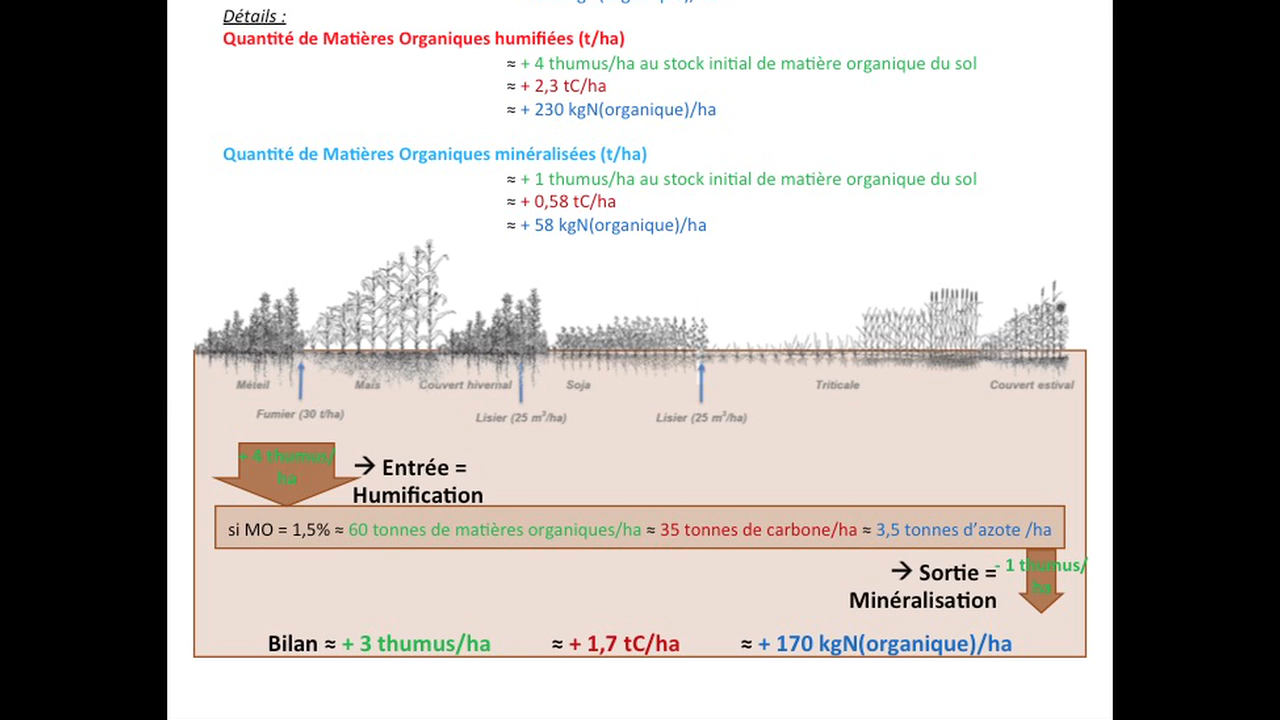 Détails :
Quantité de Matières Organiques humifiées (t/ha)
≈ + 4 thumus/ha au stock initial de matière organique du sol
≈ + 2,3 tC/ha
≈ + 230 kgN(organique)/ha
Quantité de Matières Organiques minéralisées (t/ha)
≈ + 1 thumus/ha au stock initial de matière organique du sol
≈ + 0,58 tC/ha
≈ + 58 kgN(organique)/ha
Méteil Maïs Couvert hivernal Soja Triticale Couvert estival
Fumier (30 t/ha) Lisier (25 m³/ha) Lisier (25 m³/ha)
+ 4 thumus/
ha
→ Entrée =
Humification
si MO = 1,5% ≈ 60 tonnes de matières organiques/ha ≈ 35 tonnes de carbone/ha ≈ 3,5 tonnes d'azote /ha
- 1 thumus/
ha
→ Sortie =
Minéralisation
Bilan ≈ + 3 thumus/ha ≈ + 1,7 tC/ha ≈ + 170 kgN(organique)/ha